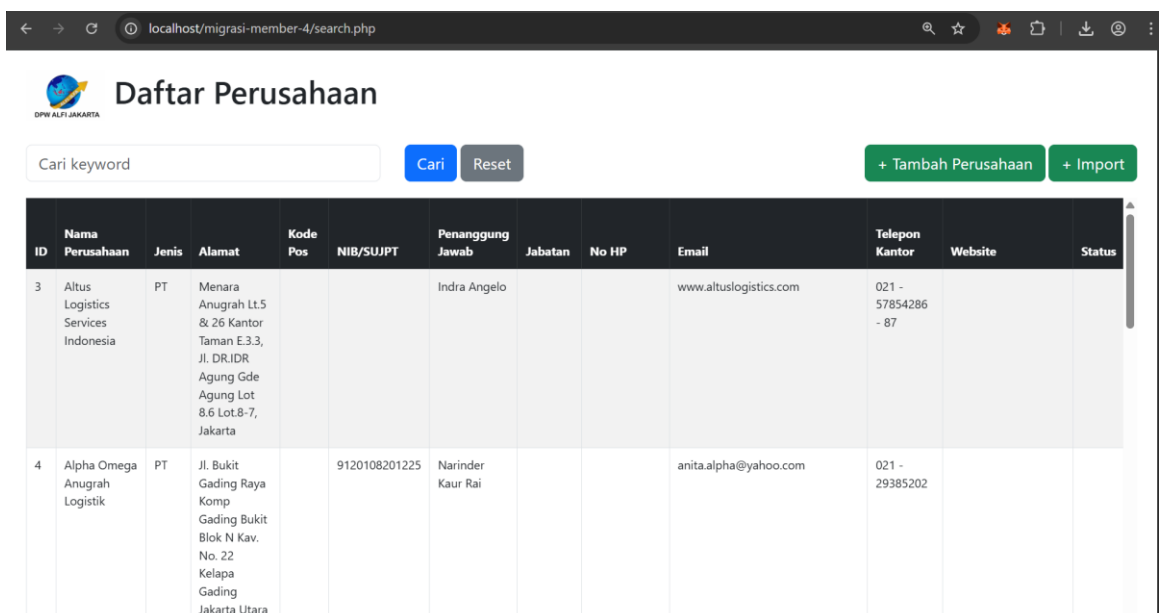 localhost/migrasi-member-4/search.php
DPW ALFI JAKARTA
Daftar Perusahaan
Cari keyword
Cari
Reset
+ Tambah Perusahaan
+ Import
ID
Nama
Perusahaan
Jenis
Alamat
Kode
Pos
NIB/SUJPT
Penanggung
Jawab
Jabatan
No HP
Email
Telepon
Kantor
Website
Status
3
Altus
Logistics
Services
Indonesia
PT
Menara
Anugrah Lt.5
& 26 Kantor
Taman E.3.3,
Jl. DR.IDR
Agung Gde
Agung Lot
8.6 Lot.8-7,
Jakarta
Indra Angelo
www.altuslogistics.com
021 -
57854286
- 87
4
Alpha Omega
Anugrah
Logistik
PT
Jl. Bukit
Gading Raya
Komp
Gading Bukit
Blok N Kav.
No. 22
Kelapa
Gading
Jakarta Utara
9120108201225
Narinder
Kaur Rai
anita.alpha@yahoo.com
021 -
29385202